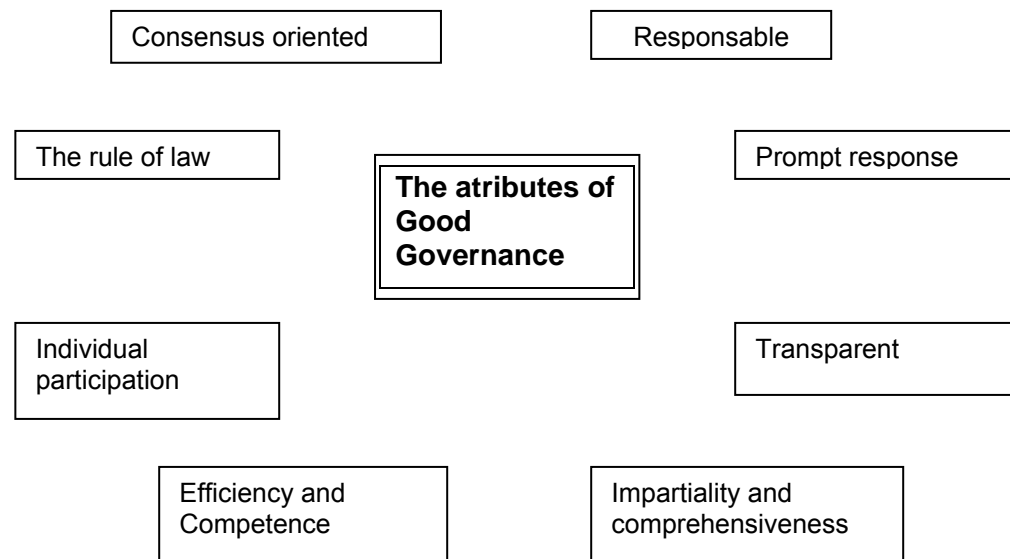 Consensus oriented
Responsable
The rule of law
Prompt response
The atributes of
Good
Governance
Individual
participation
Transparent
Efficiency and
Competence
Impartiality and
comprehensiveness